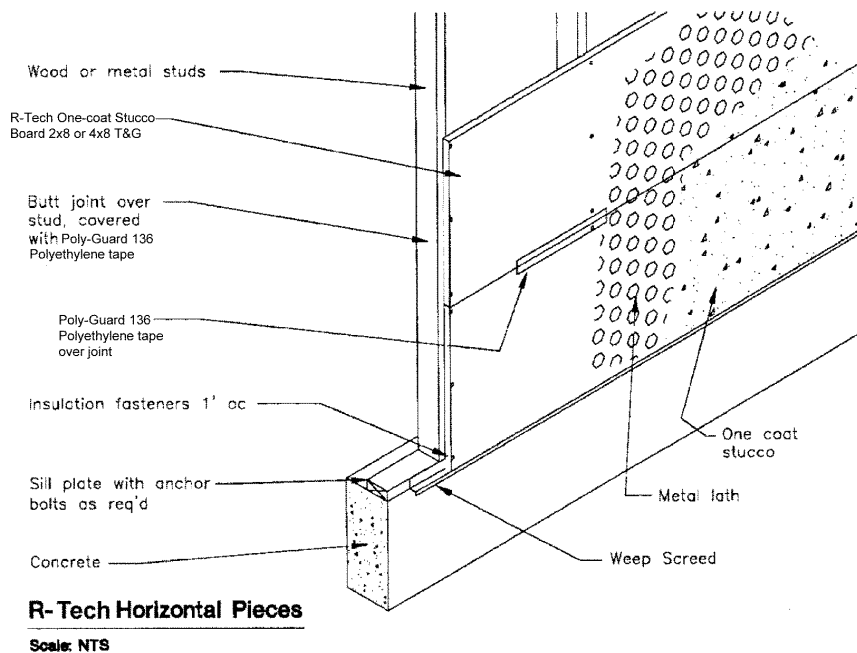 Wood or metal studs
R-Tech One-coat Stucco
Board 2x8 or 4x8 T&G
Butt joint over
stud, covered
with Poly-Guard 136
Polyethylene tape
Poly-Guard 136
Polyethylene tape
over joint
Insulation fasteners 1' oc
Sill plate with anchor
bolts as req'd
Concrete
One coat
stucco
Metal lath
Weep Screed
R-Tech Horizontal Pieces
Scale: NTS